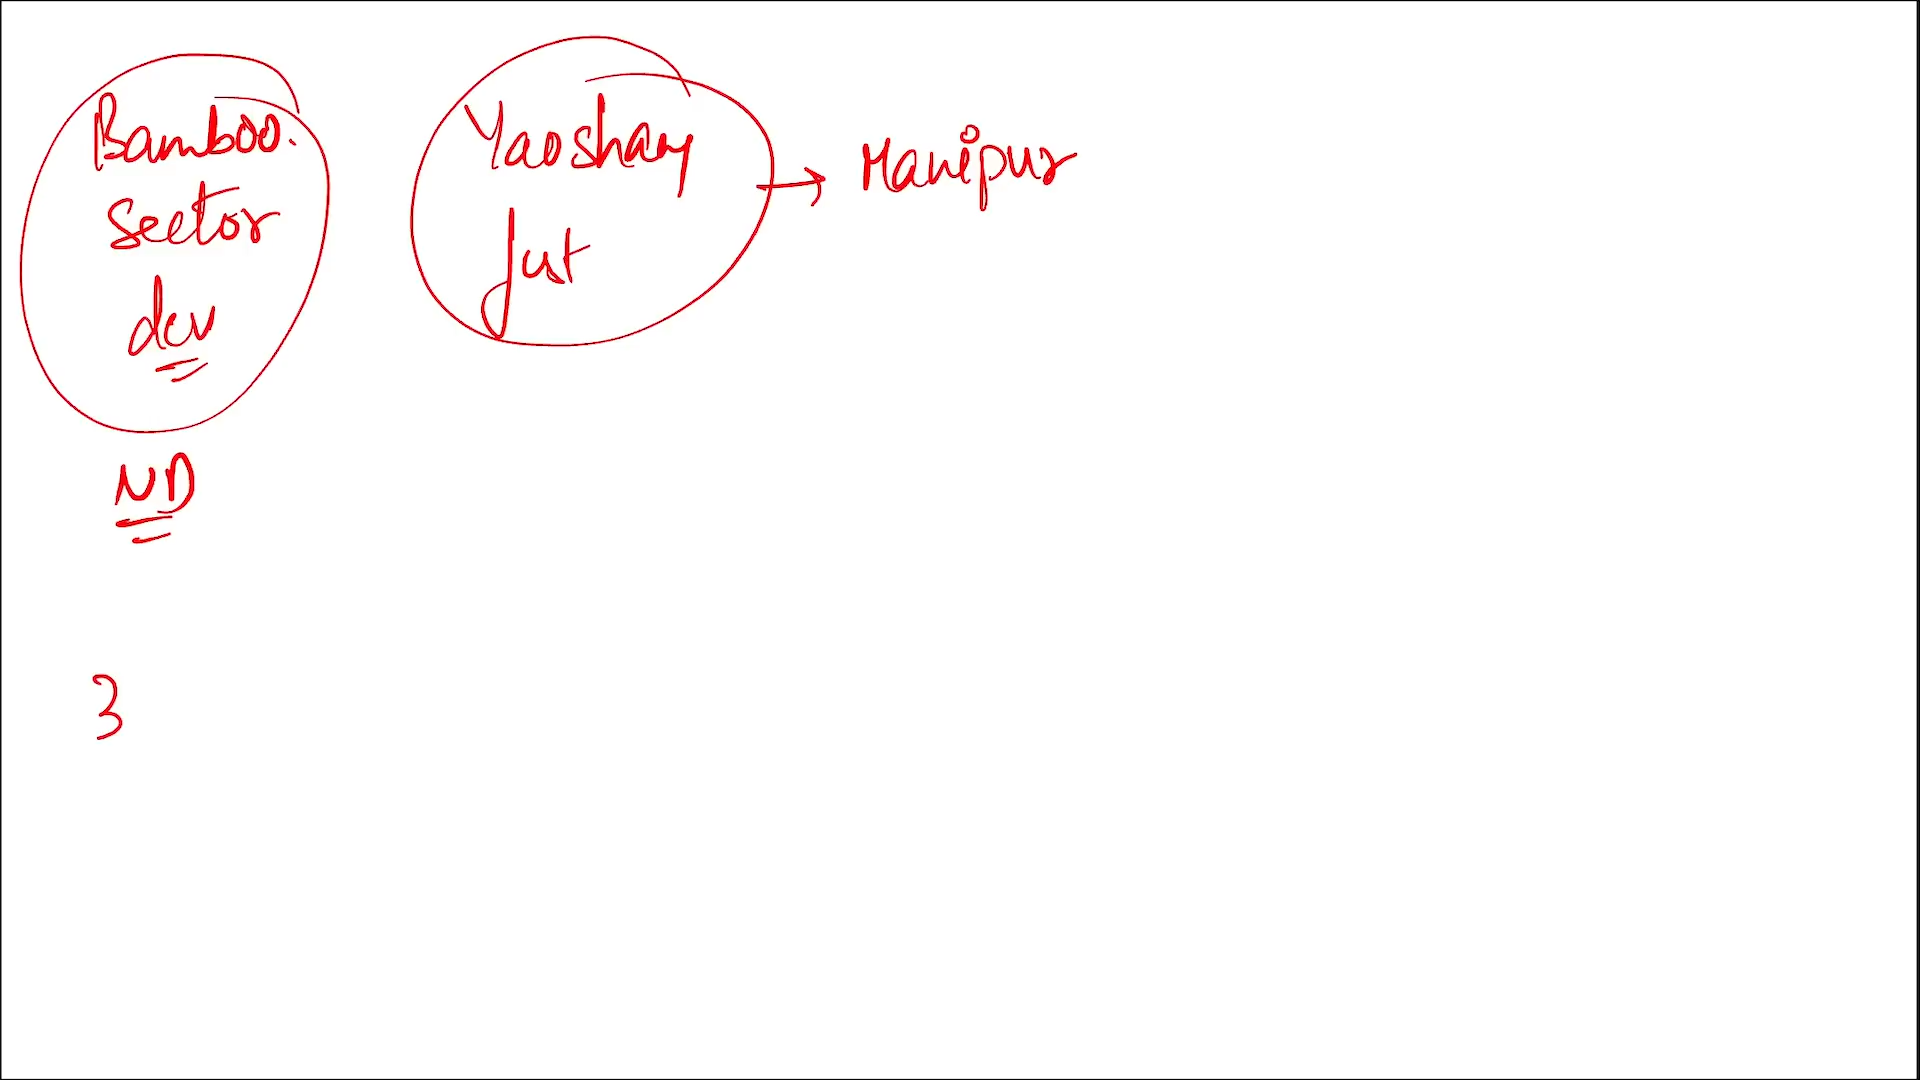 Bamboo.
Sector
dev
ND
Yaoshang
fest
→ Manipur
3